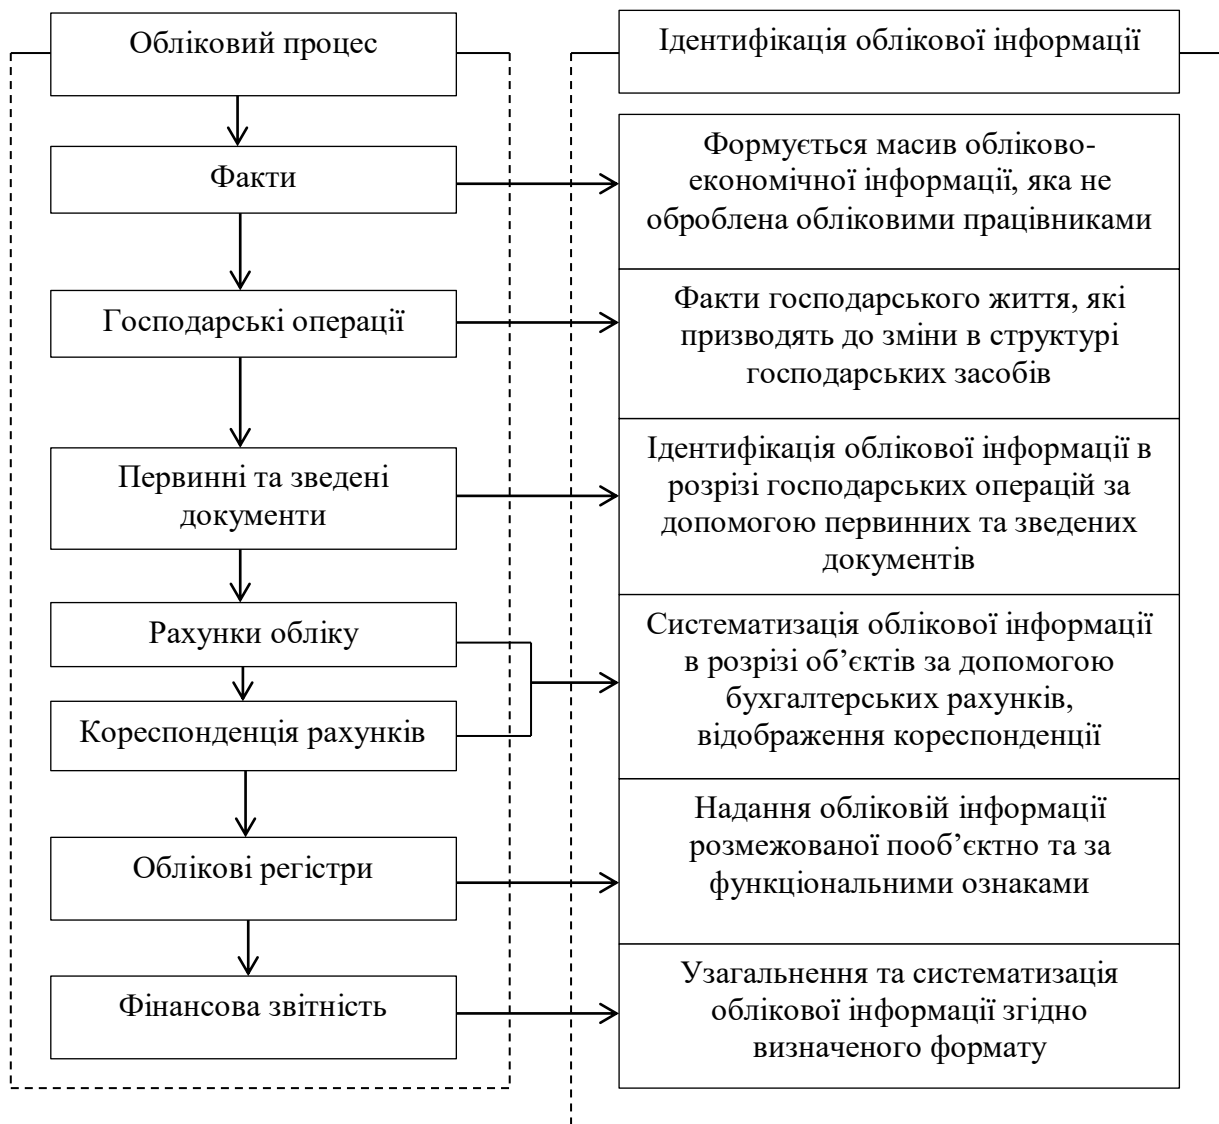 Обліковий процес
Ідентифікація облікової інформації
Факти
Формується масив обліково-
економічної інформації, яка не
оброблена обліковими працівниками
Господарські операції
Факти господарського життя, які
призводять до зміни в структурі
господарських засобів
Первинні та зведені
документи
Ідентифікація облікової інформації в
розрізі господарських операцій за
допомогою первинних та зведених
документів
Рахунки обліку
Кореспонденція рахунків
Систематизація облікової інформації
в розрізі об’єктів за допомогою
бухгалтерських рахунків,
відображення кореспонденції
Облікові регістри
Надання обліковій інформації
розмежованої пооб’єктно та за
функціональними ознаками
Фінансова звітність
Узагальнення та систематизація
облікової інформації згідно
визначеного формату